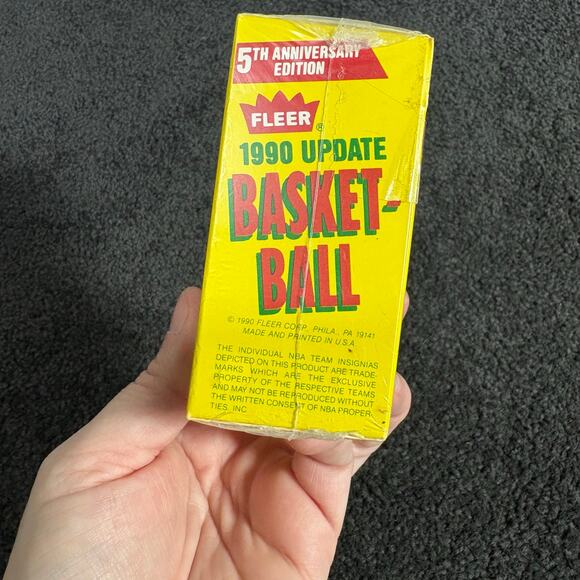 5TH ANNIVERSARY
EDITION
FLEER
®
1990 UPDATE
BASKET-
BALL
© 1990 FLEER CORP., PHILA., PA 19141
MADE AND PRINTED IN U.S.A.
THE INDIVIDUAL NBA TEAM INSIGNIAS
DEPICTED ON THIS PRODUCT ARE TRADE-
MARKS WHICH ARE THE EXCLUSIVE
PROPERTY OF THE RESPECTIVE TEAMS
AND MAY NOT BE REPRODUCED WITHOUT
THE WRITTEN CONSENT OF NBA PROPER-
TIES, INC.